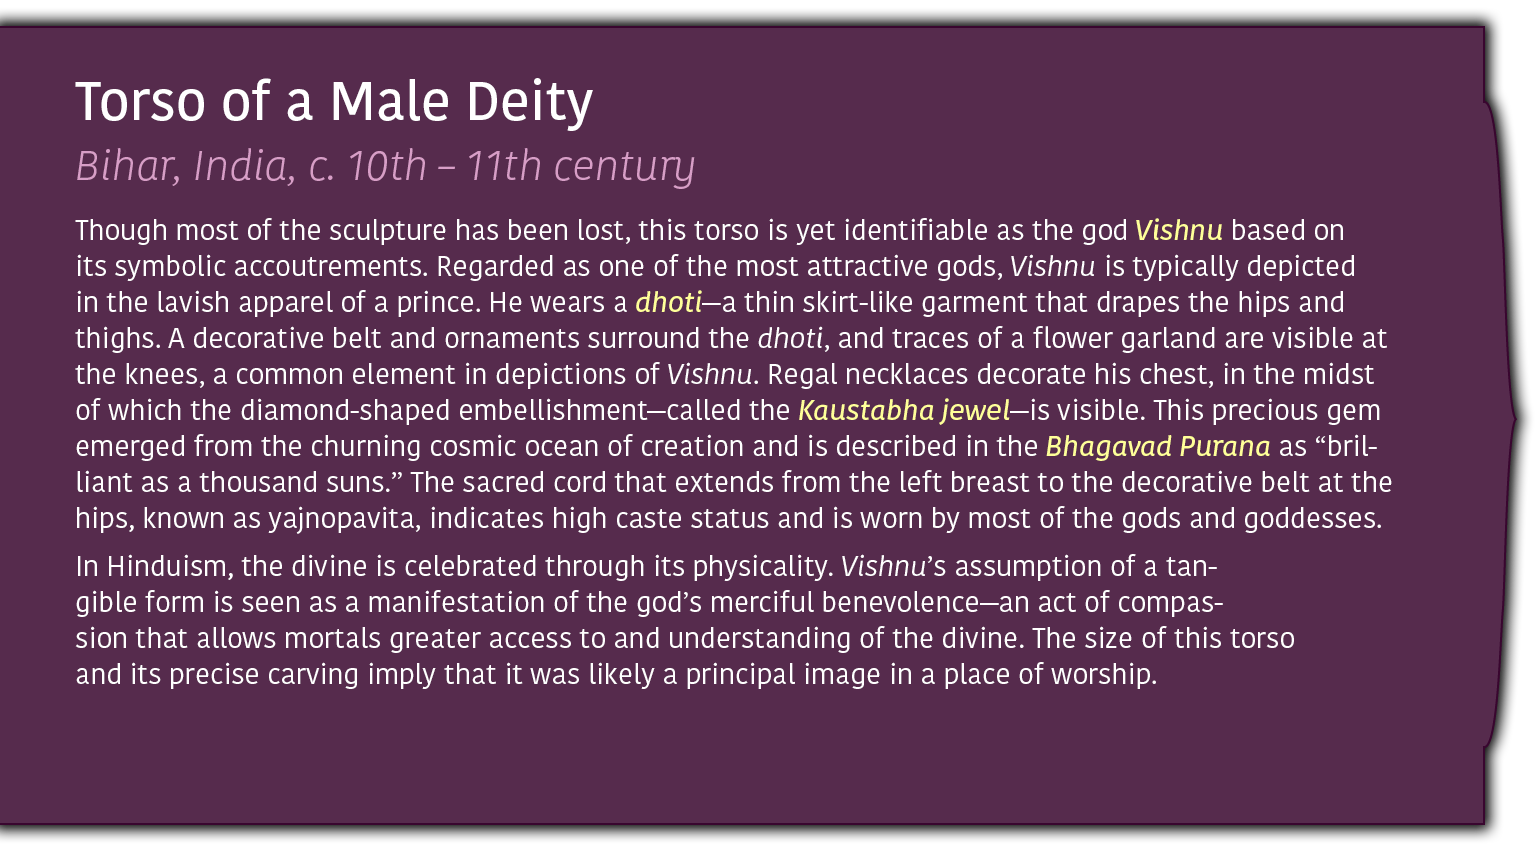 Torso of a Male Deity
Bihar, India, c. 10th – 11th century
Though most of the sculpture has been lost, this torso is yet identifiable as the god Vishnu based on
its symbolic accoutrements. Regarded as one of the most attractive gods, Vishnu is typically depicted
in the lavish apparel of a prince. He wears a dhoti—a thin skirt-like garment that drapes the hips and
thighs. A decorative belt and ornaments surround the dhoti, and traces of a flower garland are visible at
the knees, a common element in depictions of Vishnu. Regal necklaces decorate his chest, in the midst
of which the diamond-shaped embellishment—called the Kaustabha jewel—is visible. This precious gem
emerged from the churning cosmic ocean of creation and is described in the Bhagavad Purana as “bril-
liant as a thousand suns.” The sacred cord that extends from the left breast to the decorative belt at the
hips, known as yajnopavita, indicates high caste status and is worn by most of the gods and goddesses.
In Hinduism, the divine is celebrated through its physicality. Vishnu’s assumption of a tan-
gible form is seen as a manifestation of the god’s merciful benevolence—an act of compas-
sion that allows mortals greater access to and understanding of the divine. The size of this torso
and its precise carving imply that it was likely a principal image in a place of worship.